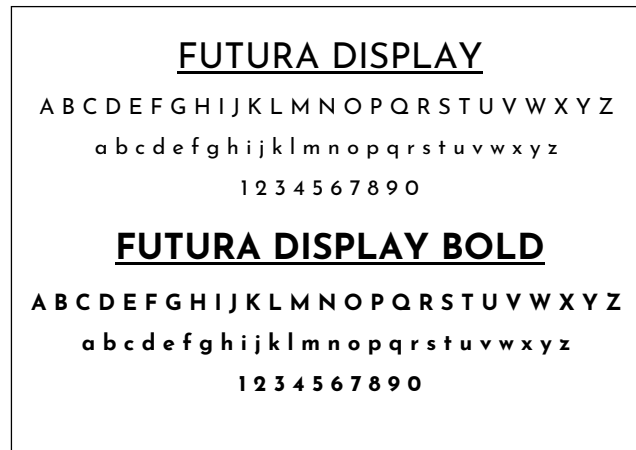 FUTURA DISPLAY
A B C D E F G H I J K L M N O P Q R S T U V W X Y Z
a b c d e f g h i j k l m n o p q r s t u v w x y z
1 2 3 4 5 6 7 8 9 0
FUTURA DISPLAY BOLD
A B C D E F G H I J K L M N O P Q R S T U V W X Y Z
a b c d e f g h i j k l m n o p q r s t u v w x y z
1 2 3 4 5 6 7 8 9 0